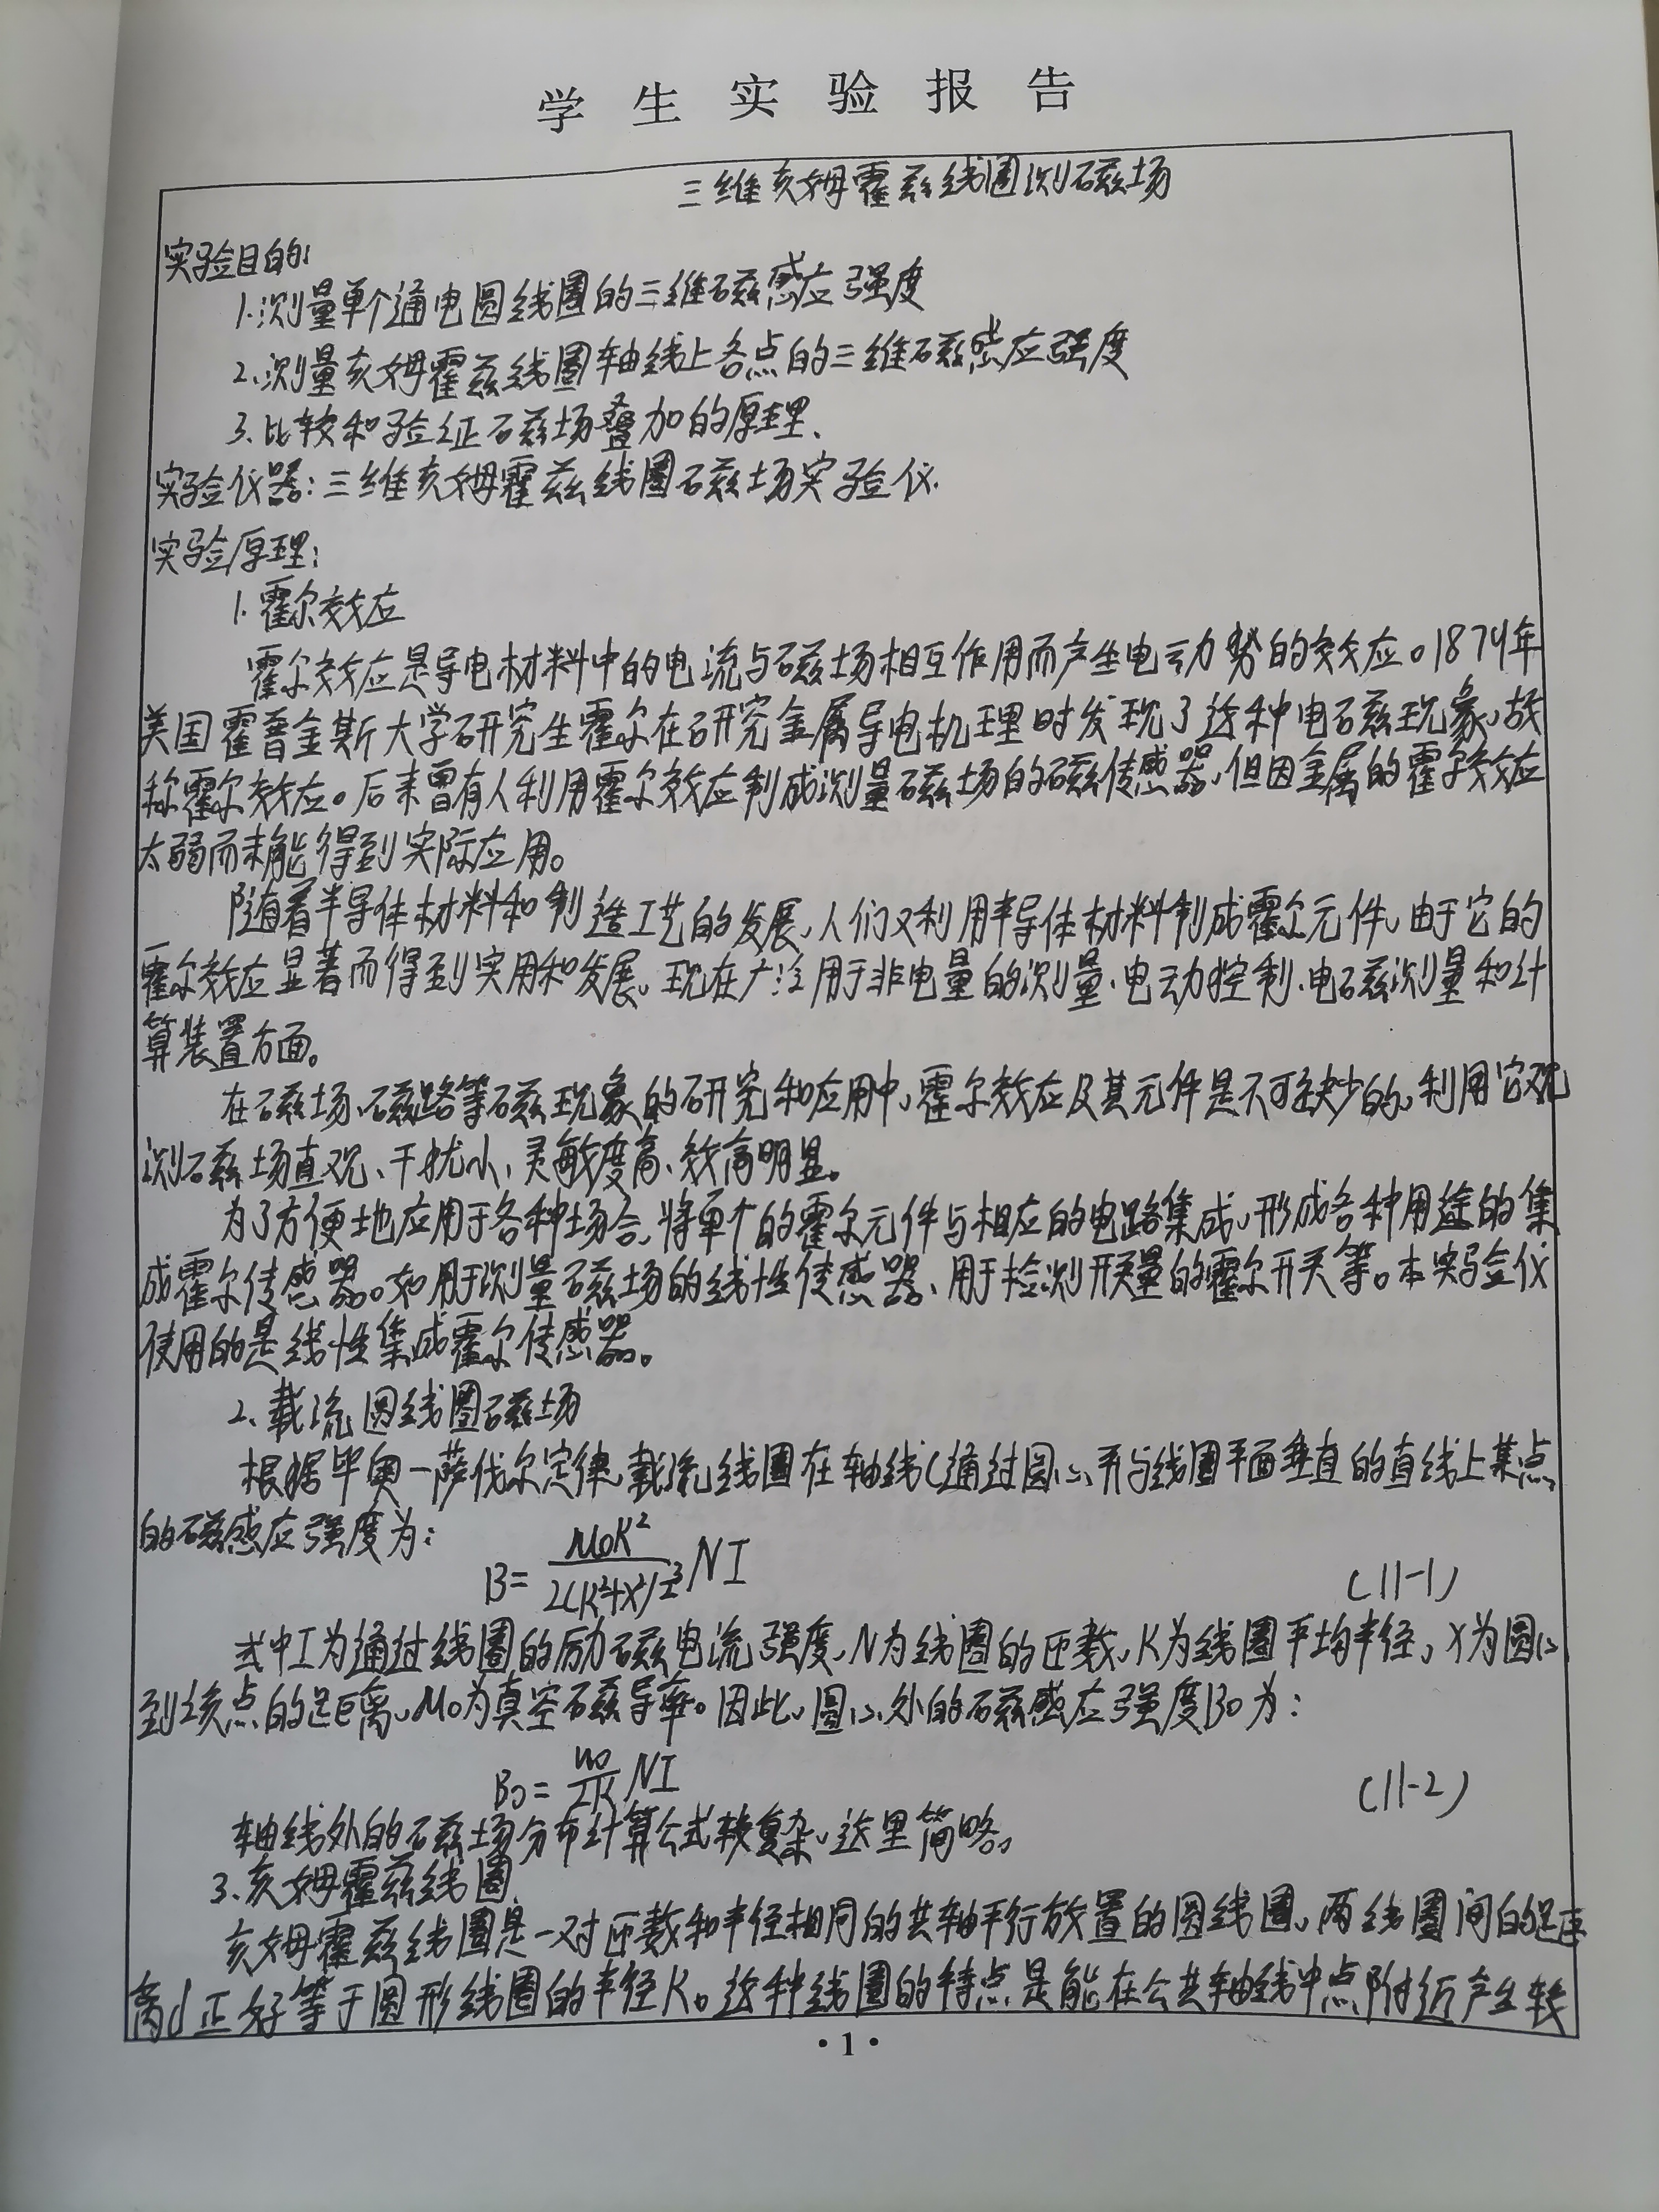 学生实验报告
三维亥姆霍兹线圈测磁场
实验目的:
1.测量单个通电圆线圈的三维磁感应强度
2.测量亥姆霍兹线圈轴线上各点的三维磁感应强度
3.比较和验证磁场叠加的原理、
实验仪器:三维亥姆霍兹线圈磁场实验仪.
实验原理:
1.霍尔效应
霍尔效应是导电材料中的电流与磁场相互作用而产生电动势的效应。1879年
美国霍普金斯大学研究生霍尔在研究金属导电机理时发现了这种电磁现象,故
称霍尔效应。后来曾有人利用霍尔效应制成测量磁场的磁传感器,但因金属的霍尔效应
太弱而未能得到实际应用。
随着半导体材料和制造工艺的发展,人们又利用半导体材料制成霍尔元件,由于它的
霍尔效应显著而得到实用和发展,现在广泛用于非电量的测量、电动控制、电磁测量和计
算装置方面。
在磁场、磁路等磁现象的研究和应用中,霍尔效应及其元件是不可缺少的,利用它观
测磁场直观、干扰小、灵敏度高、效高明显。
为了方便地应用于各种场合,将单个的霍尔元件与相应的电路集成,形成各种用途的集
成霍尔传感器。如用于测量磁场的线性传感器、用于检测开关量的霍尔开关等。本实验仪
使用的是线性集成霍尔传感器。
2、载流圆线圈磁场
根据毕奥一萨伐尔定律,载流线圈在轴线(通过圆心并与线圈平面垂直的直线上某点
的磁感应强度为:
B=μ0R²/2(R²+X²)^3/2 NI (11-1)
式中I为通过线圈的励磁电流强度,N为线圈的匝数,R为线圈平均半径,X为圆心
到该点的距离,μ0为真空磁导率。因此,圆心处的磁感应强度B0为:
B0=μ0/2R NI (11-2)
轴线外的磁场分布计算公式较复杂,这里简略。
3、亥姆霍兹线圈
亥姆霍兹线圈是一对匝数和半径相同的共轴平行放置的圆线圈,两线圈间的距
离d正好等于圆形线圈的半径R。这种线圈的特点是能在公共轴线中点附近产生较
·1·